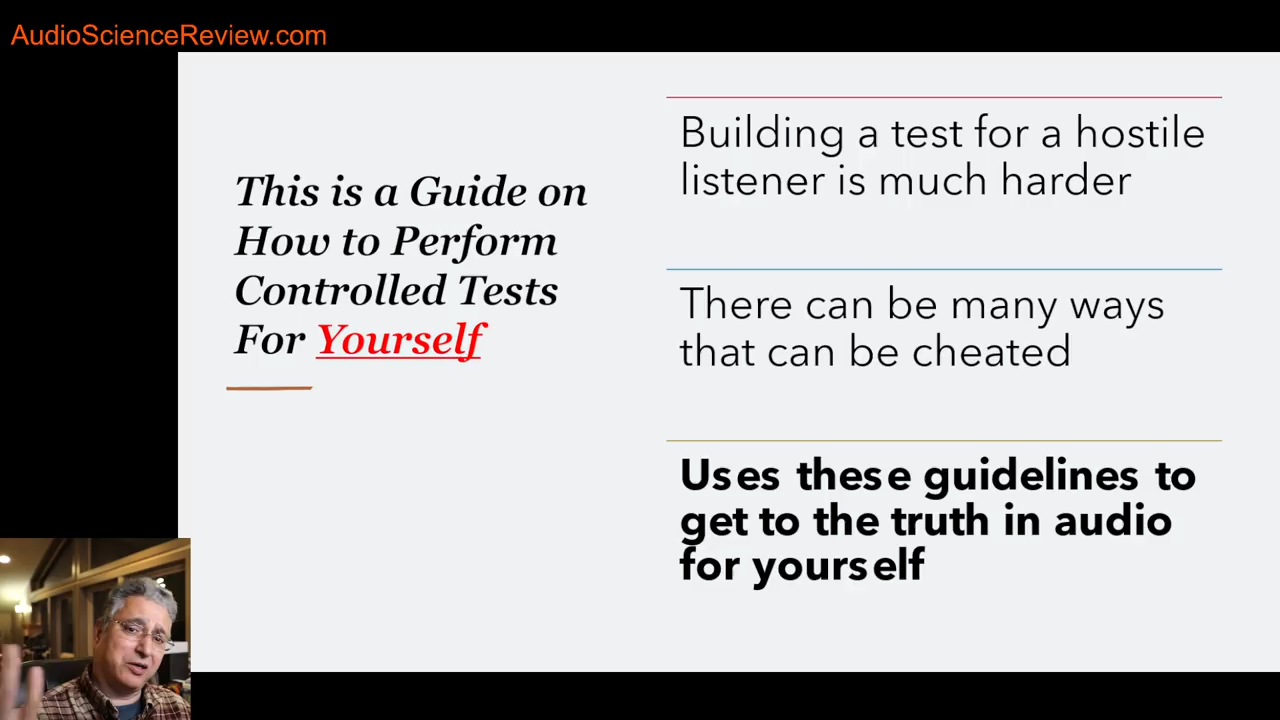 AudioScienceReview.com
This is a Guide on
How to Perform
Controlled Tests
For Yourself
Building a test for a hostile
listener is much harder
There can be many ways
that can be cheated
Uses these guidelines to
get to the truth in audio
for yourself